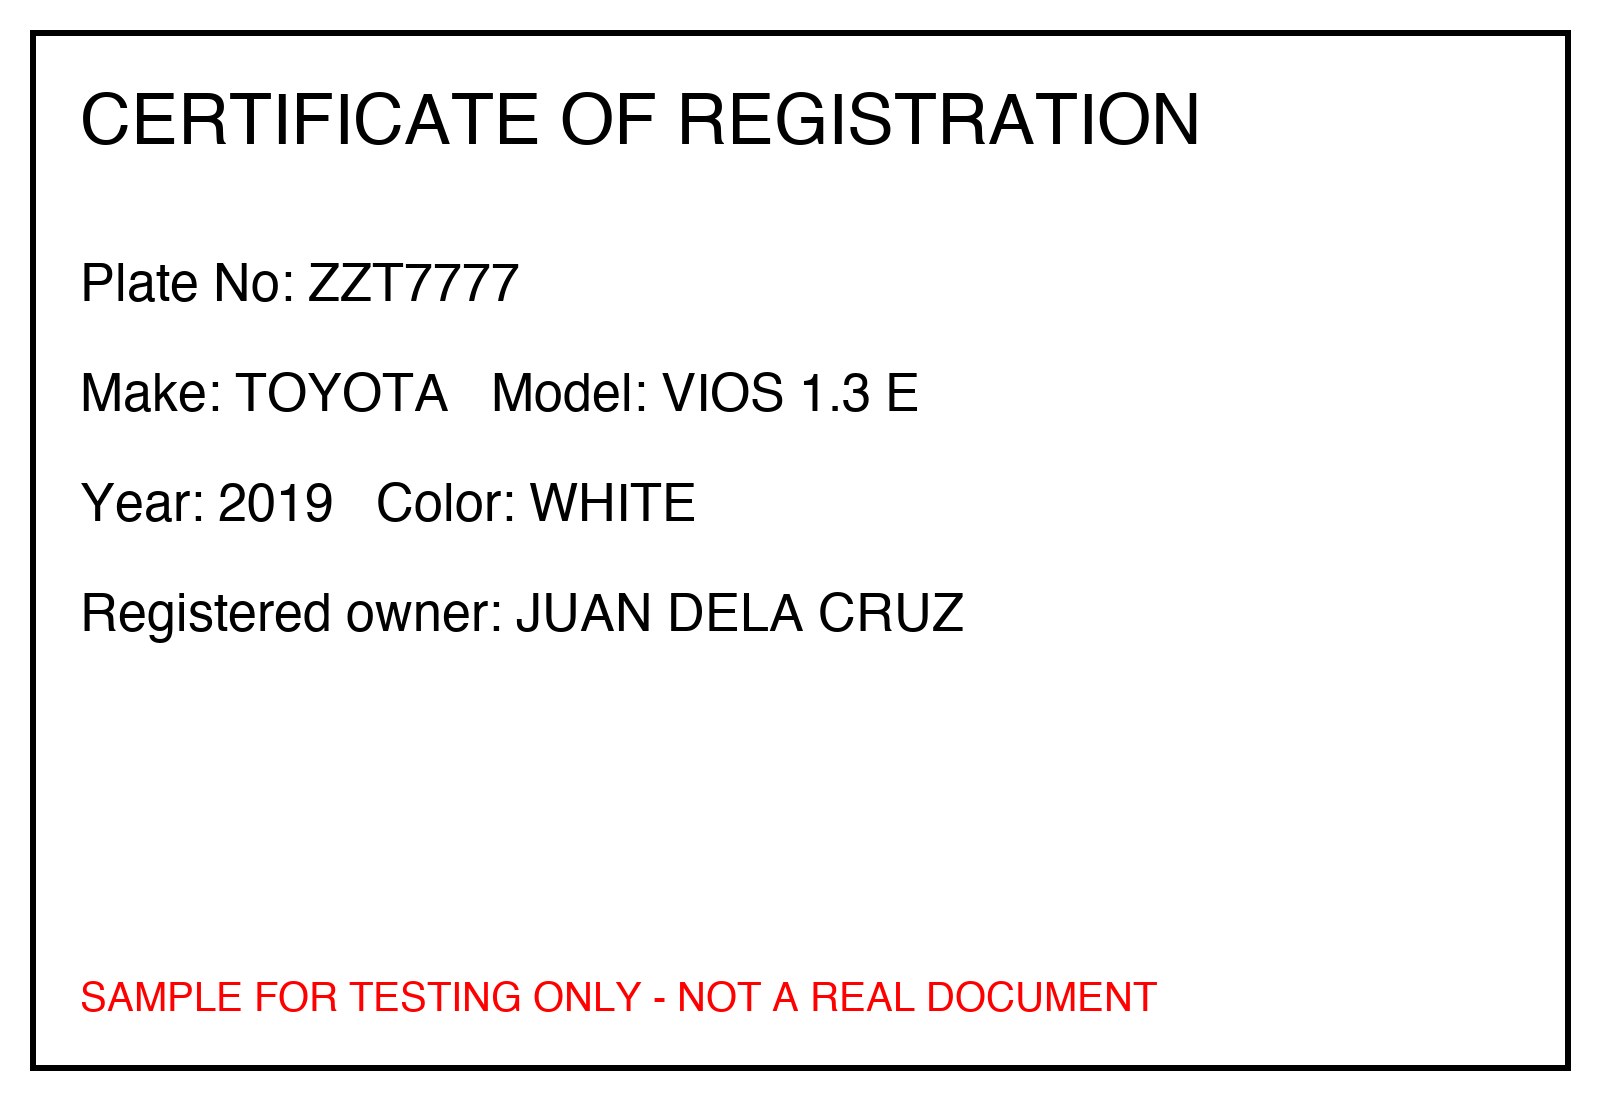 CERTIFICATE OF REGISTRATION
Plate No: ZZT7777
Make: TOYOTA   Model: VIOS 1.3 E
Year: 2019   Color: WHITE
Registered owner: JUAN DELA CRUZ
SAMPLE FOR TESTING ONLY - NOT A REAL DOCUMENT